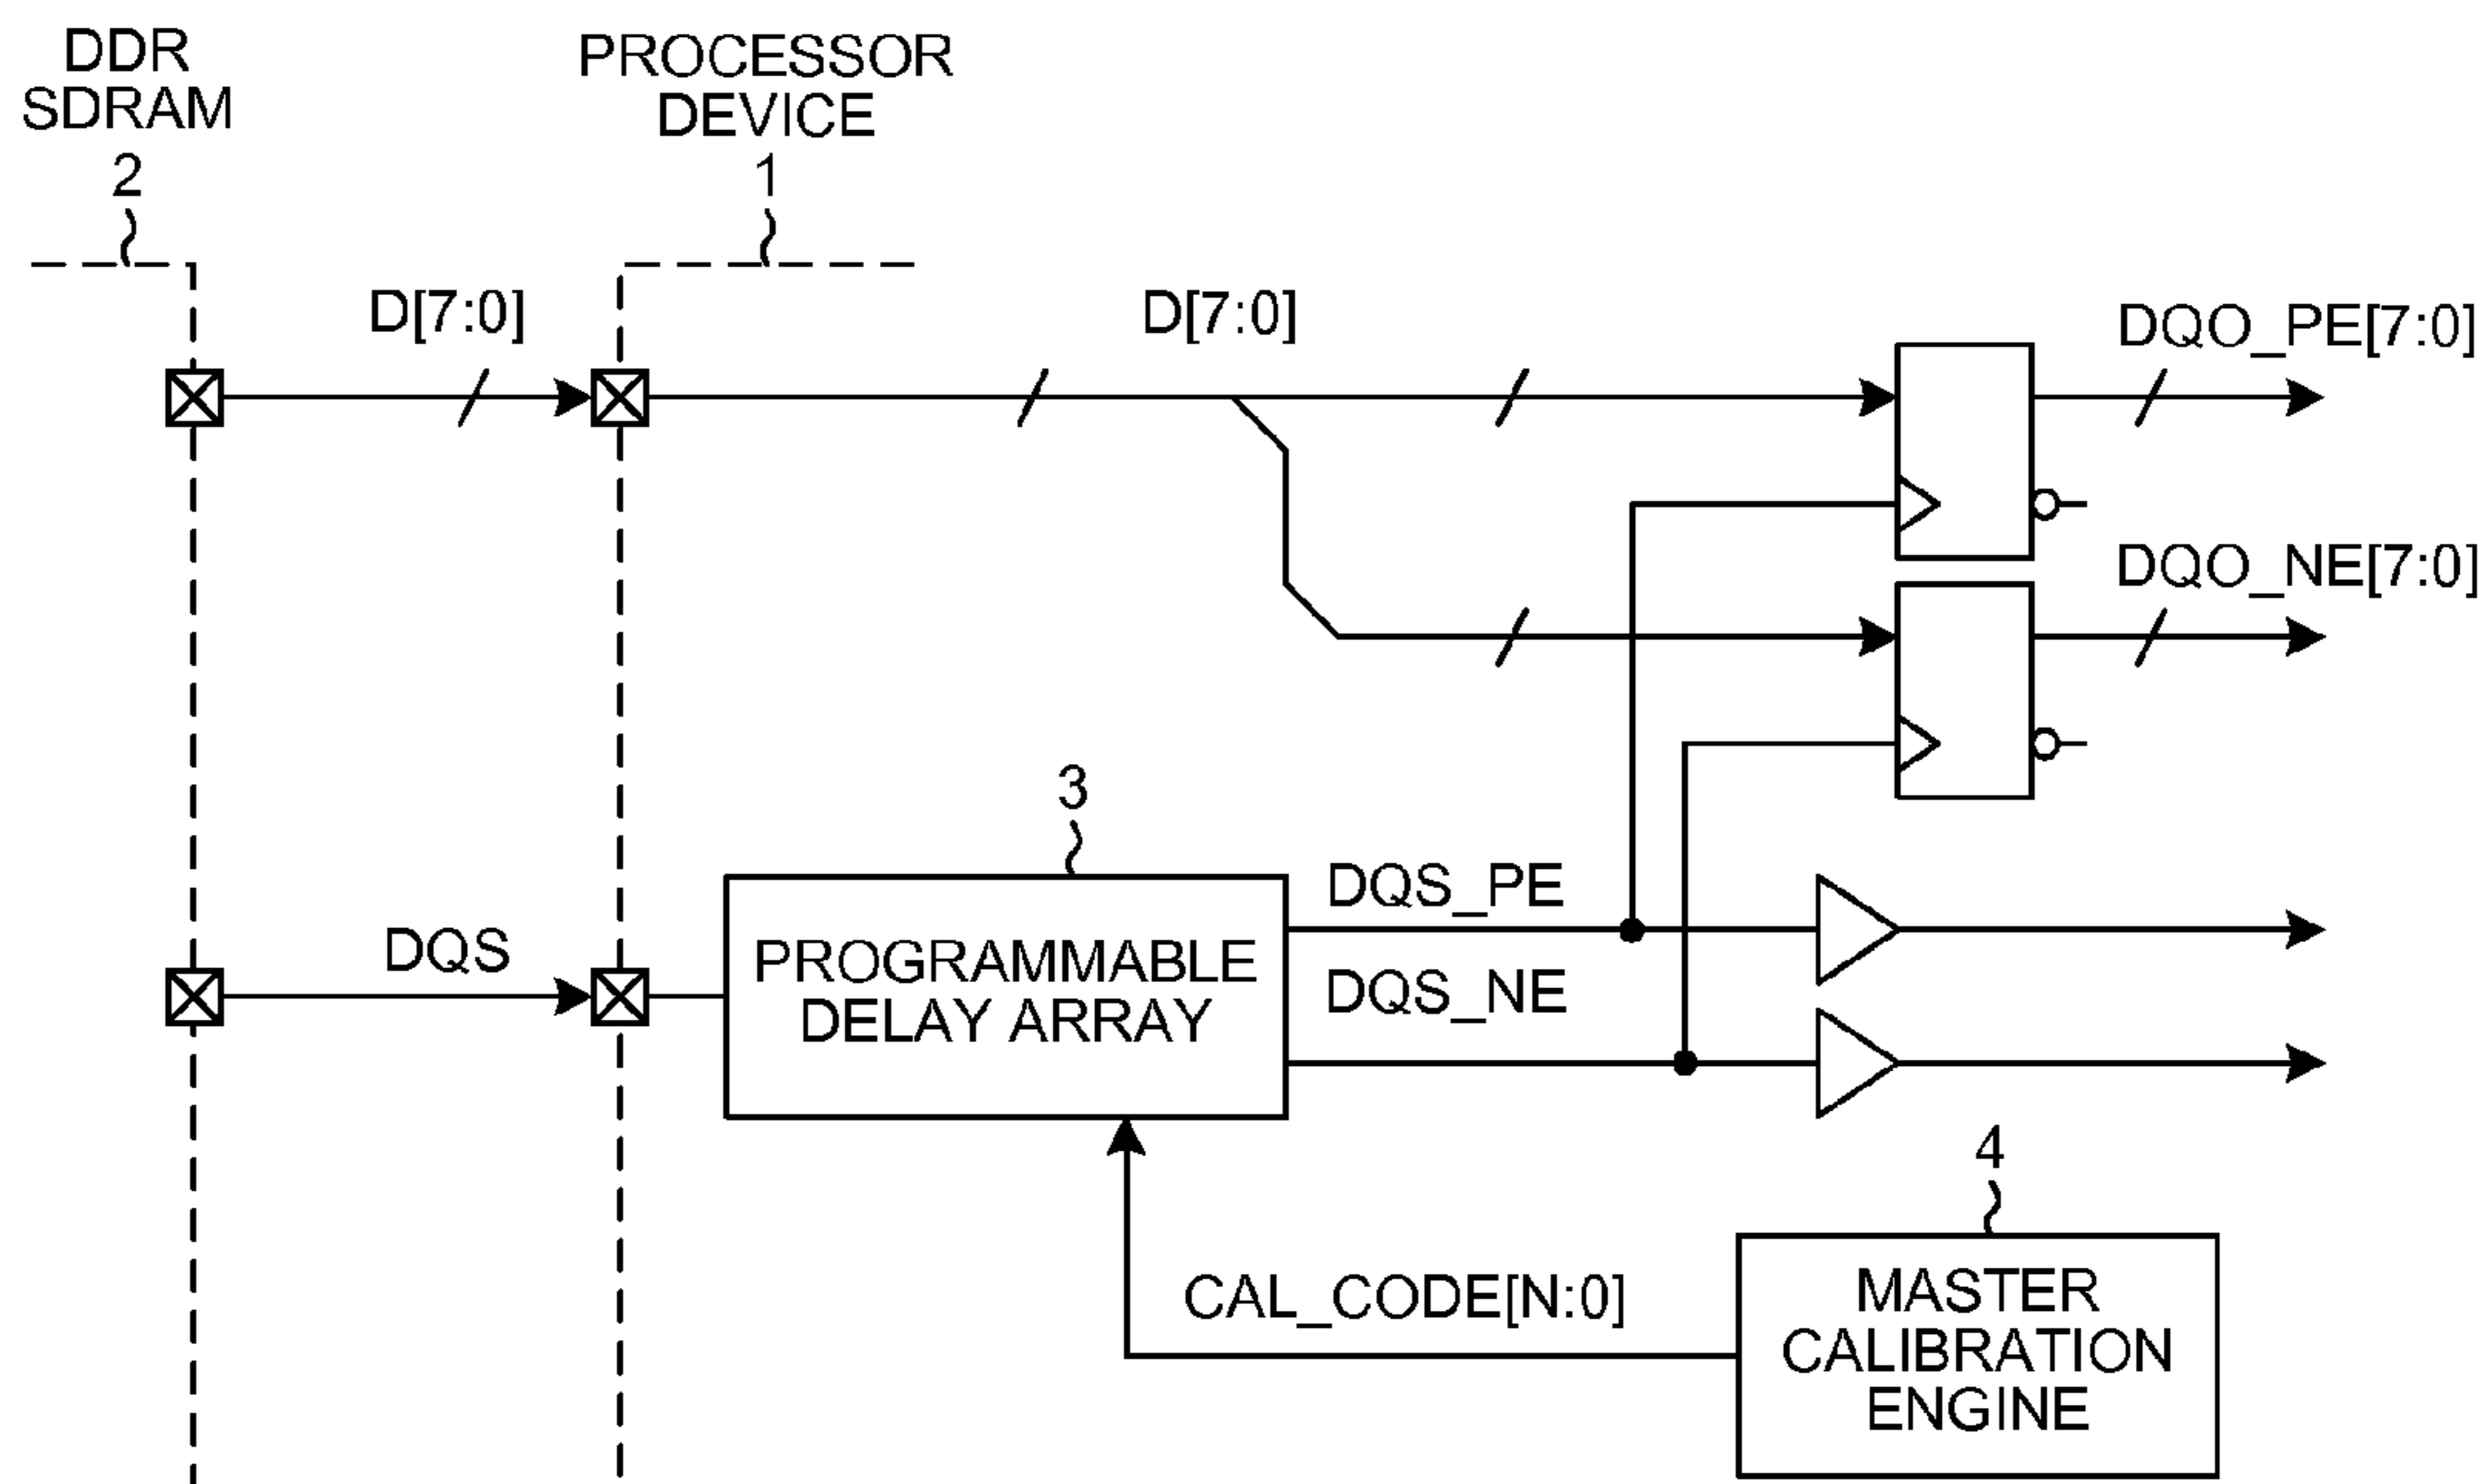 DDR
SDRAM
2
PROCESSOR
DEVICE
1
D[7:0]
D[7:0]
DQO_PE[7:0]
DQO_NE[7:0]
3
DQS
PROGRAMMABLE
DELAY ARRAY
DQS_PE
DQS_NE
4
CAL_CODE[N:0]
MASTER
CALIBRATION
ENGINE